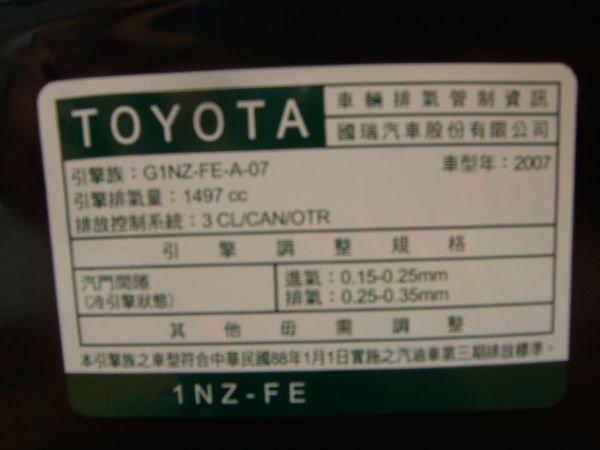 TOYOTA
車輛排氣管制資訊
國瑞汽車股份有限公司
引擎族：G1NZ-FE-A-07 車型年：2007
引擎排氣量：1497 cc
排放控制系統：3 CL/CAN/OTR
引擎調整規格
汽門間隙
(冷引擎狀態)
進氣：0.15-0.25mm
排氣：0.25-0.35mm
其他毋需調整
本引擎族之車型符合中華民國88年1月1日實施之汽油車第三期排放標準。
1NZ-FE